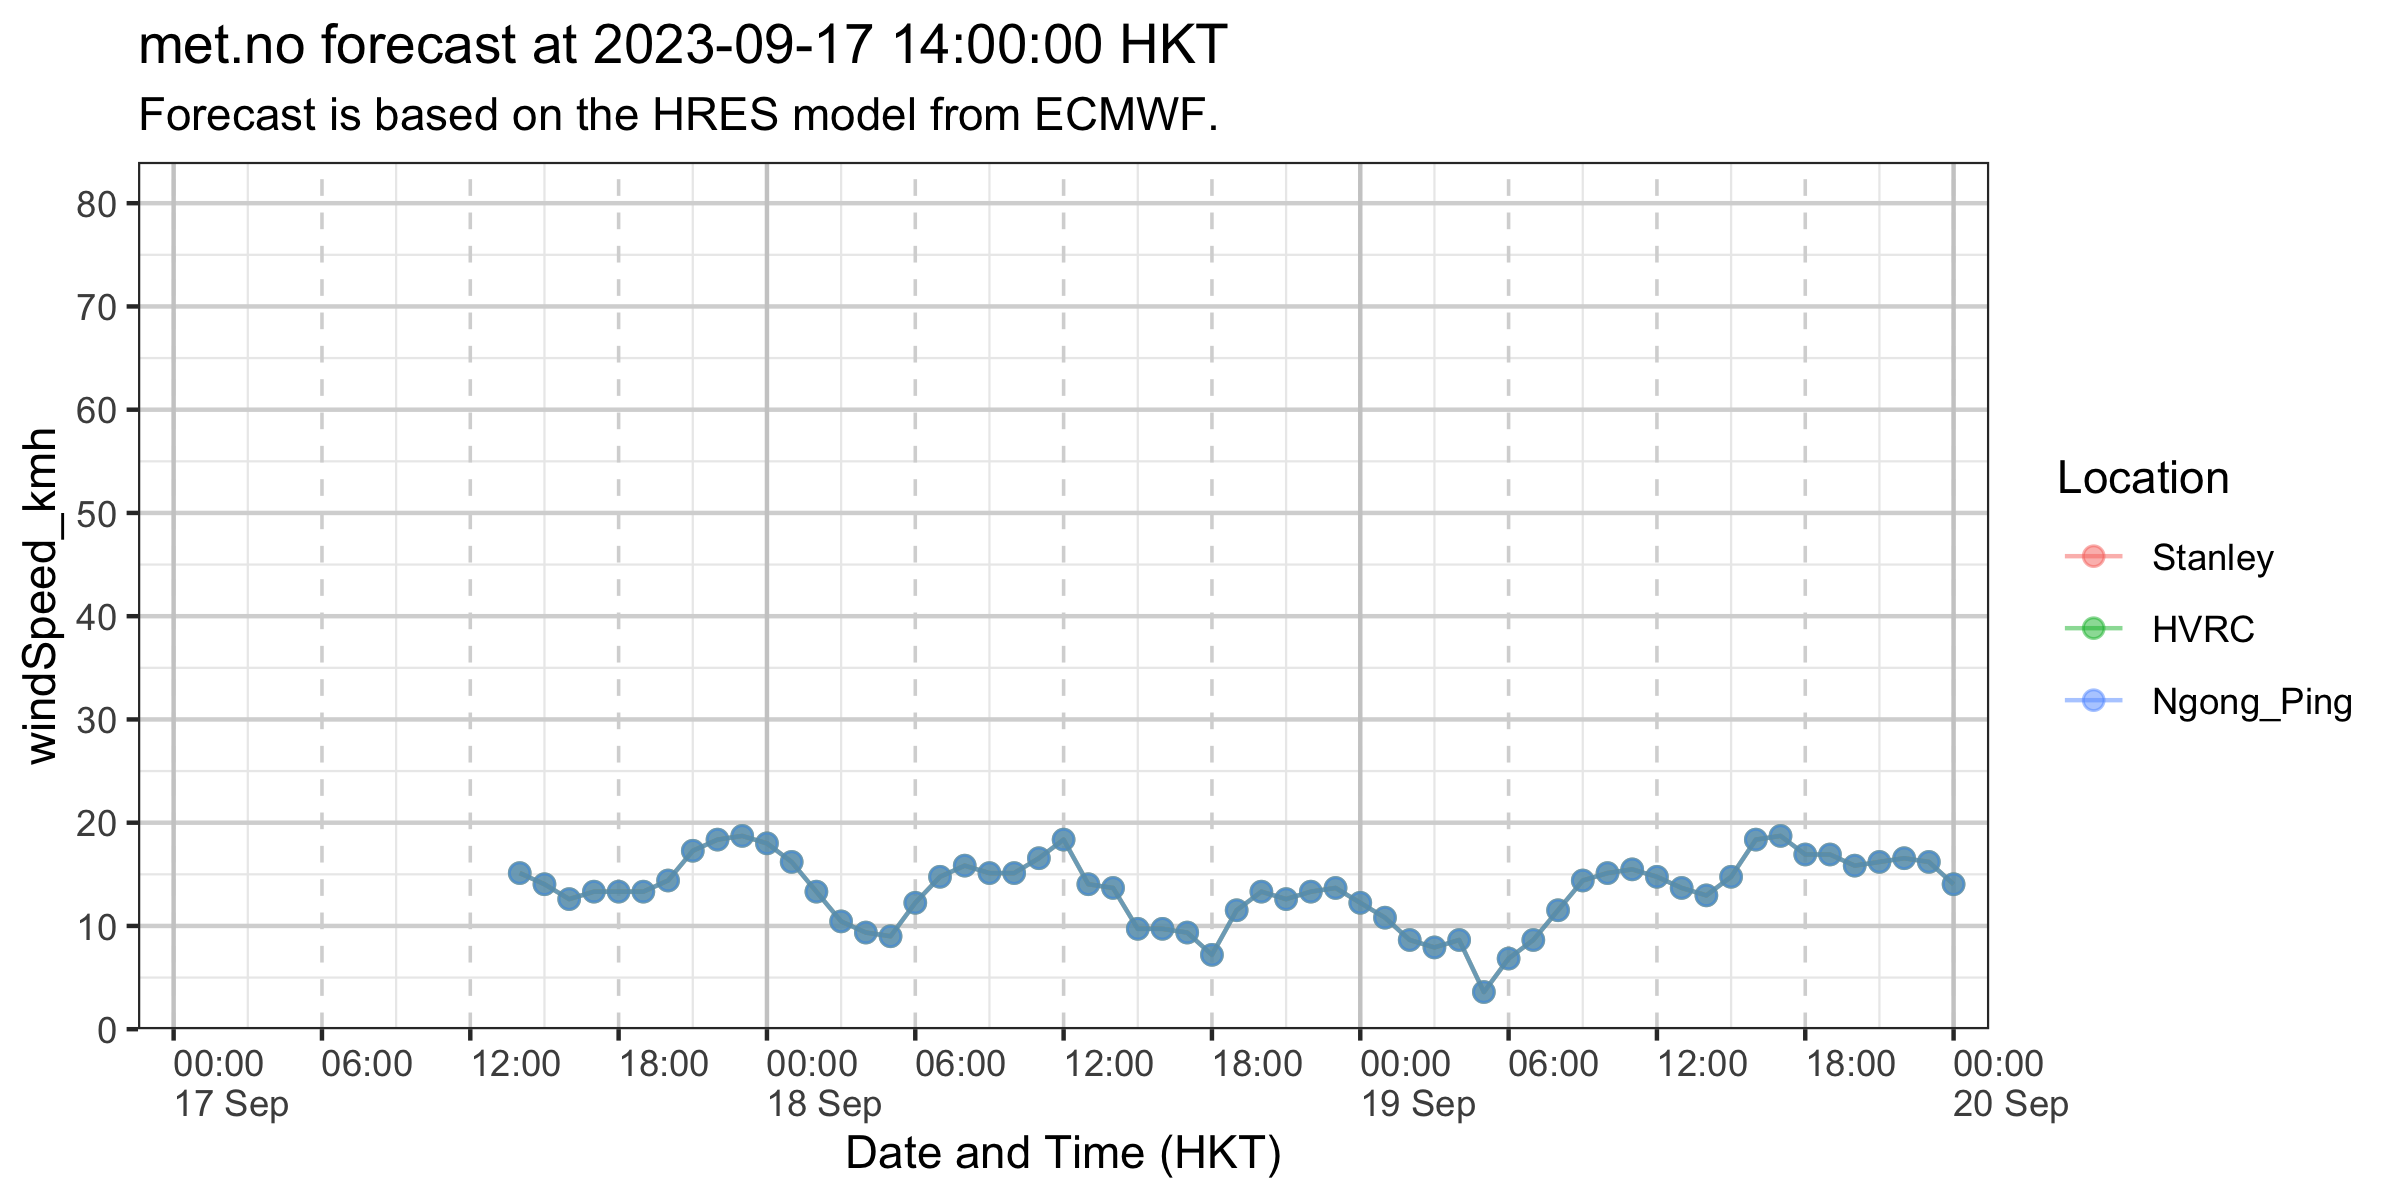 met.no forecast at 2023-09-17 14:00:00 HKT
Forecast is based on the HRES model from ECMWF.
windSpeed_kmh
80
70
60
50
40
30
20
10
0
00:00 06:00 12:00 18:00 00:00 06:00 12:00 18:00 00:00 06:00 12:00 18:00 00:00
17 Sep 18 Sep 19 Sep 20 Sep
Date and Time (HKT)
Location
Stanley
HVRC
Ngong_Ping